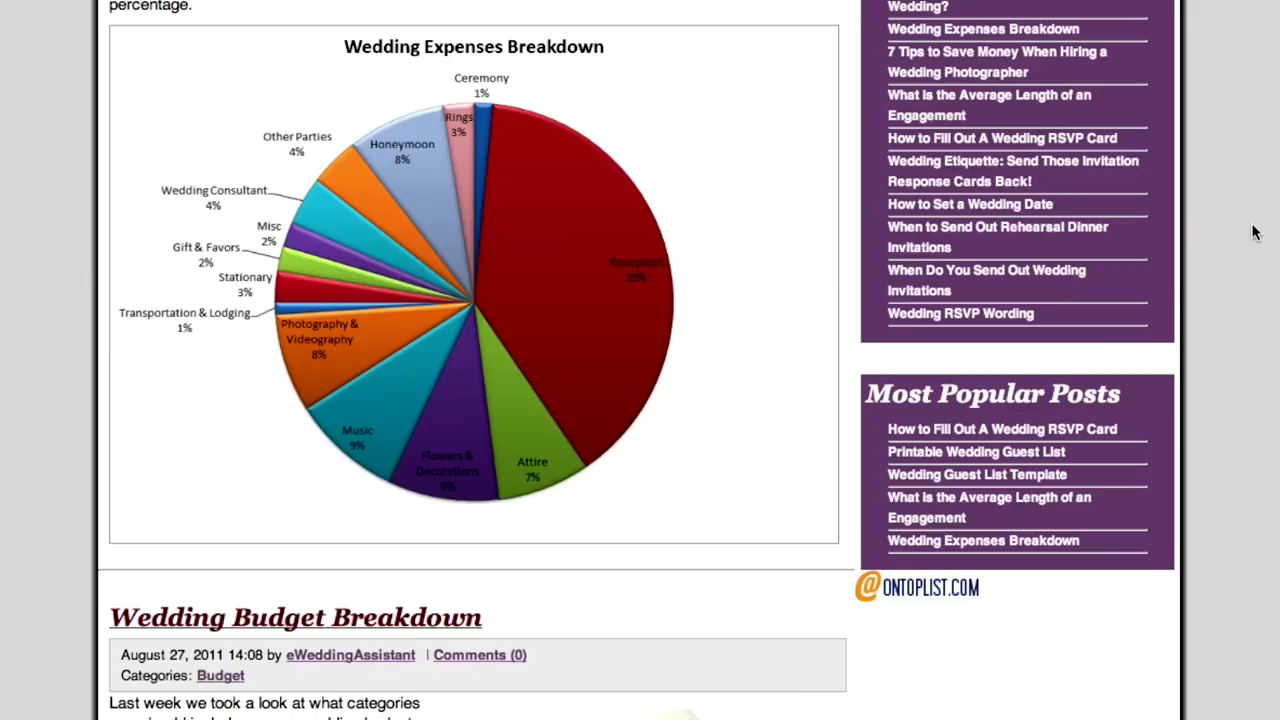 percentage.
Wedding Expenses Breakdown
Ceremony
1%
Rings
3%
Honeymoon
8%
Other Parties
4%
Wedding Consultant
4%
Misc
2%
Gift & Favors
2%
Stationary
3%
Transportation & Lodging
1%
Photography &
Videography
8%
Music
9%
Flowers &
Decorations
9%
Attire
7%
Reception
Wedding Budget Breakdown
August 27, 2011 14:08 by eWeddingAssistant | Comments (0)
Categories: Budget
Last week we took a look at what categories
Wedding?
Wedding Expenses Breakdown
7 Tips to Save Money When Hiring a
Wedding Photographer
What is the Average Length of an
Engagement
How to Fill Out A Wedding RSVP Card
Wedding Etiquette: Send Those Invitation
Response Cards Back!
How to Set a Wedding Date
When to Send Out Rehearsal Dinner
Invitations
When Do You Send Out Wedding
Invitations
Wedding RSVP Wording
Most Popular Posts
How to Fill Out A Wedding RSVP Card
Printable Wedding Guest List
Wedding Guest List Template
What is the Average Length of an
Engagement
Wedding Expenses Breakdown
@ ONTOPLIST.COM